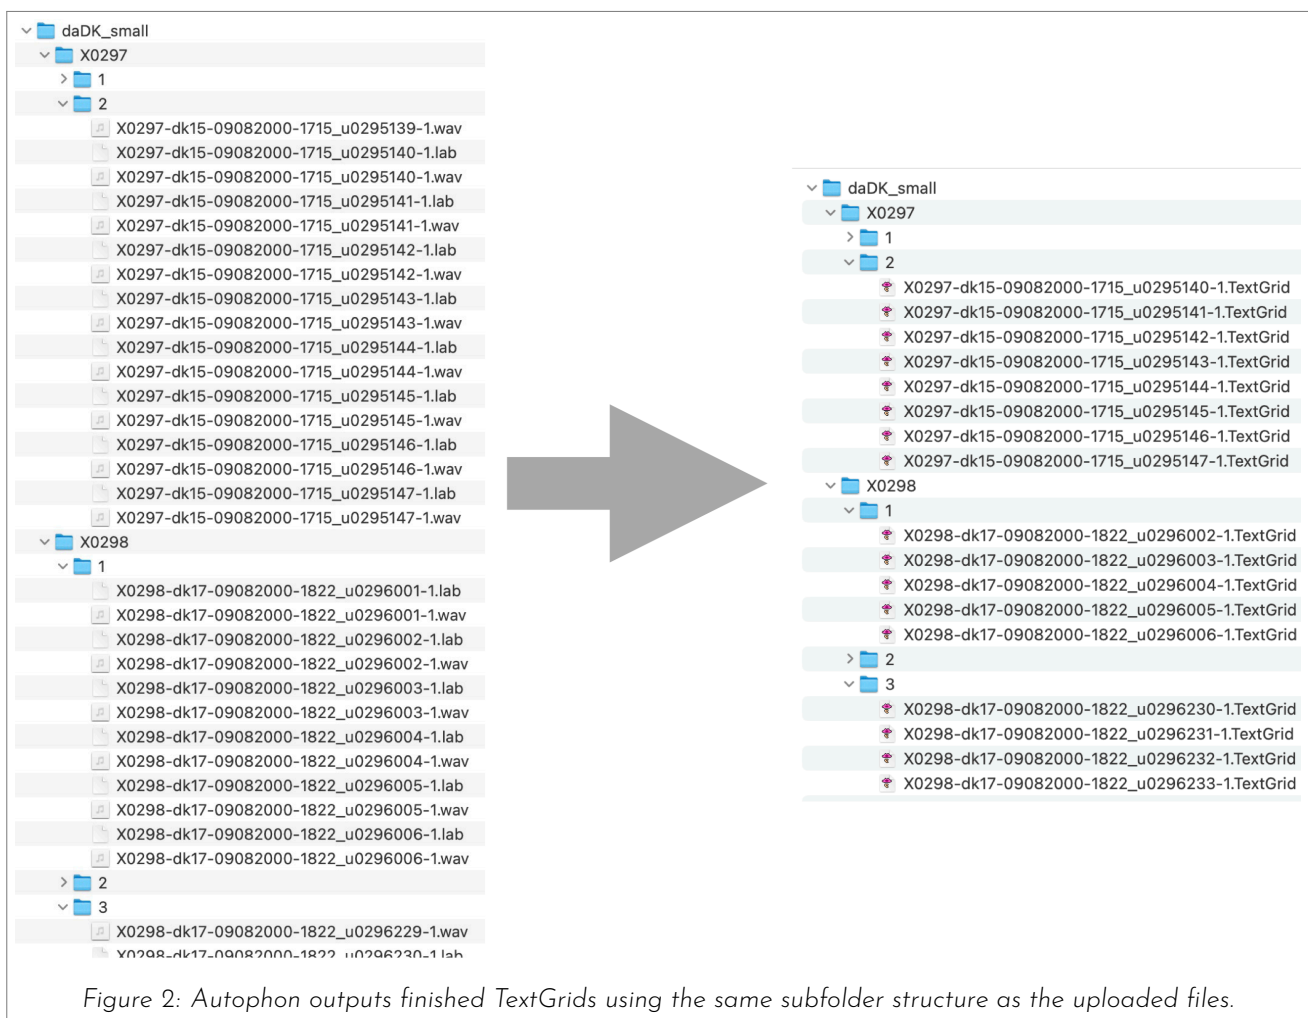 daDK_small
X0297
1
2
X0297-dk15-09082000-1715_u0295139-1.wav
X0297-dk15-09082000-1715_u0295140-1.lab
X0297-dk15-09082000-1715_u0295140-1.wav
X0297-dk15-09082000-1715_u0295141-1.lab
X0297-dk15-09082000-1715_u0295141-1.wav
X0297-dk15-09082000-1715_u0295142-1.lab
X0297-dk15-09082000-1715_u0295142-1.wav
X0297-dk15-09082000-1715_u0295143-1.lab
X0297-dk15-09082000-1715_u0295143-1.wav
X0297-dk15-09082000-1715_u0295144-1.lab
X0297-dk15-09082000-1715_u0295144-1.wav
X0297-dk15-09082000-1715_u0295145-1.lab
X0297-dk15-09082000-1715_u0295145-1.wav
X0297-dk15-09082000-1715_u0295146-1.lab
X0297-dk15-09082000-1715_u0295146-1.wav
X0297-dk15-09082000-1715_u0295147-1.lab
X0297-dk15-09082000-1715_u0295147-1.wav
X0298
1
X0298-dk17-09082000-1822_u0296001-1.lab
X0298-dk17-09082000-1822_u0296001-1.wav
X0298-dk17-09082000-1822_u0296002-1.lab
X0298-dk17-09082000-1822_u0296002-1.wav
X0298-dk17-09082000-1822_u0296003-1.lab
X0298-dk17-09082000-1822_u0296003-1.wav
X0298-dk17-09082000-1822_u0296004-1.lab
X0298-dk17-09082000-1822_u0296004-1.wav
X0298-dk17-09082000-1822_u0296005-1.lab
X0298-dk17-09082000-1822_u0296005-1.wav
X0298-dk17-09082000-1822_u0296006-1.lab
X0298-dk17-09082000-1822_u0296006-1.wav
2
3
X0298-dk17-09082000-1822_u0296229-1.wav
X0298-dk17-09082000-1822_u0296230-1.lab
daDK_small
X0297
1
2
X0297-dk15-09082000-1715_u0295140-1.TextGrid
X0297-dk15-09082000-1715_u0295141-1.TextGrid
X0297-dk15-09082000-1715_u0295142-1.TextGrid
X0297-dk15-09082000-1715_u0295143-1.TextGrid
X0297-dk15-09082000-1715_u0295144-1.TextGrid
X0297-dk15-09082000-1715_u0295145-1.TextGrid
X0297-dk15-09082000-1715_u0295146-1.TextGrid
X0297-dk15-09082000-1715_u0295147-1.TextGrid
X0298
1
X0298-dk17-09082000-1822_u0296002-1.TextGrid
X0298-dk17-09082000-1822_u0296003-1.TextGrid
X0298-dk17-09082000-1822_u0296004-1.TextGrid
X0298-dk17-09082000-1822_u0296005-1.TextGrid
X0298-dk17-09082000-1822_u0296006-1.TextGrid
2
3
X0298-dk17-09082000-1822_u0296230-1.TextGrid
X0298-dk17-09082000-1822_u0296231-1.TextGrid
X0298-dk17-09082000-1822_u0296232-1.TextGrid
X0298-dk17-09082000-1822_u0296233-1.TextGrid
Figure 2: Autophon outputs finished TextGrids using the same subfolder structure as the uploaded files.